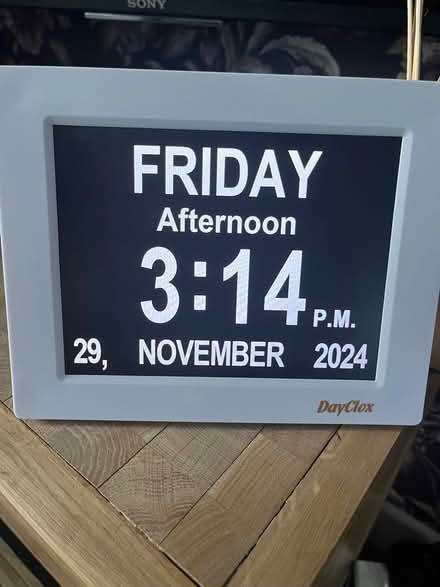 SONY
FRIDAY
Afternoon
3:14 P.M.
29, NOVEMBER 2024
DayClox